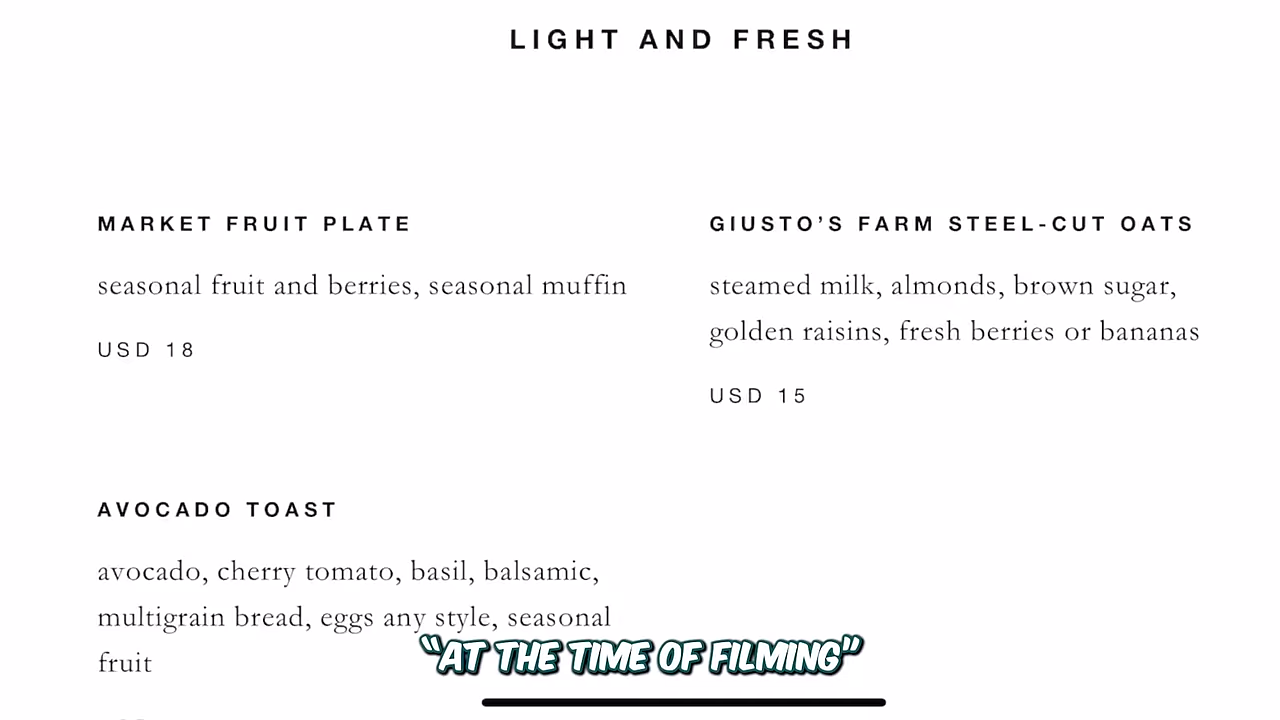 LIGHT AND FRESH
MARKET FRUIT PLATE
seasonal fruit and berries, seasonal muffin
USD 18
GIUSTO’S FARM STEEL-CUT OATS
steamed milk, almonds, brown sugar,
golden raisins, fresh berries or bananas
USD 15
AVOCADO TOAST
avocado, cherry tomato, basil, balsamic,
multigrain bread, eggs any style, seasonal
fruit
“AT THE TIME OF FILMING”